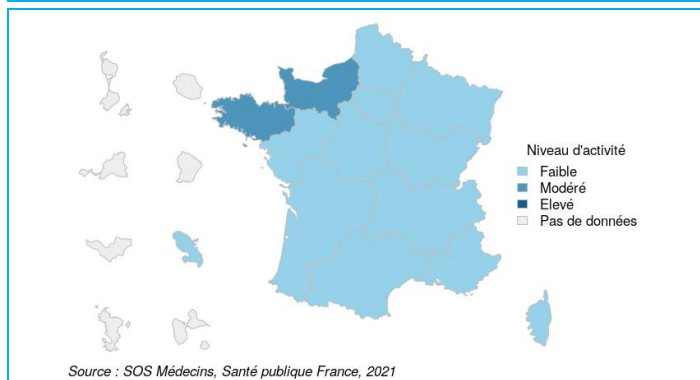 Niveau d'activité
Faible
Modéré
Elevé
Pas de données
Source : SOS Médecins, Santé publique France, 2021